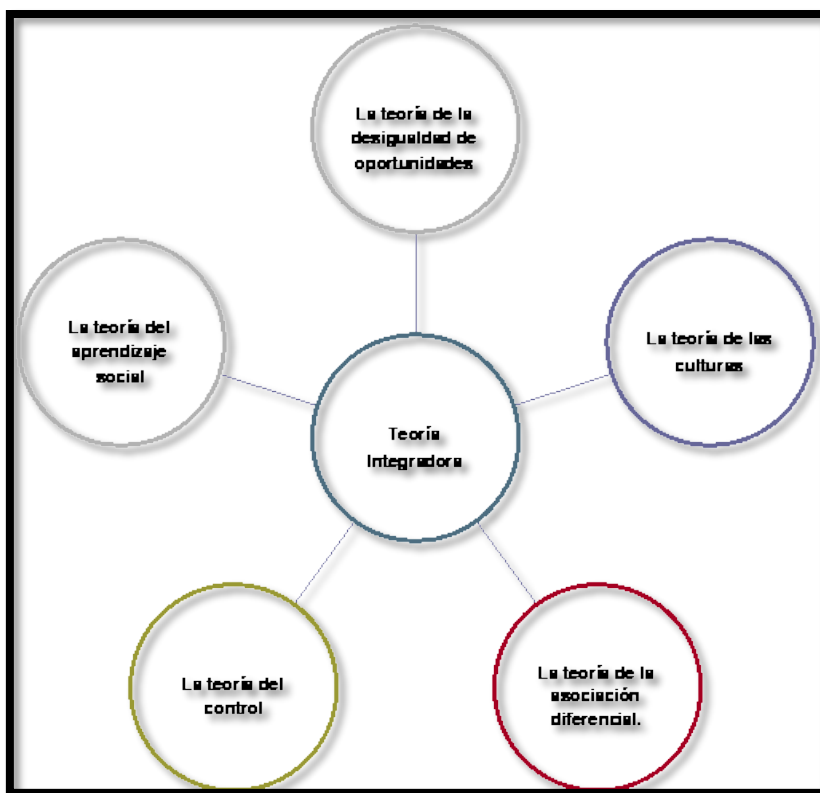 La teoría de la
desigualdad de
oportunidades
La teoría del
aprendizaje
social
La teoría de las
culturas
Teoría
Integradora
La teoría del
control
La teoría de la
asociación
diferencial.